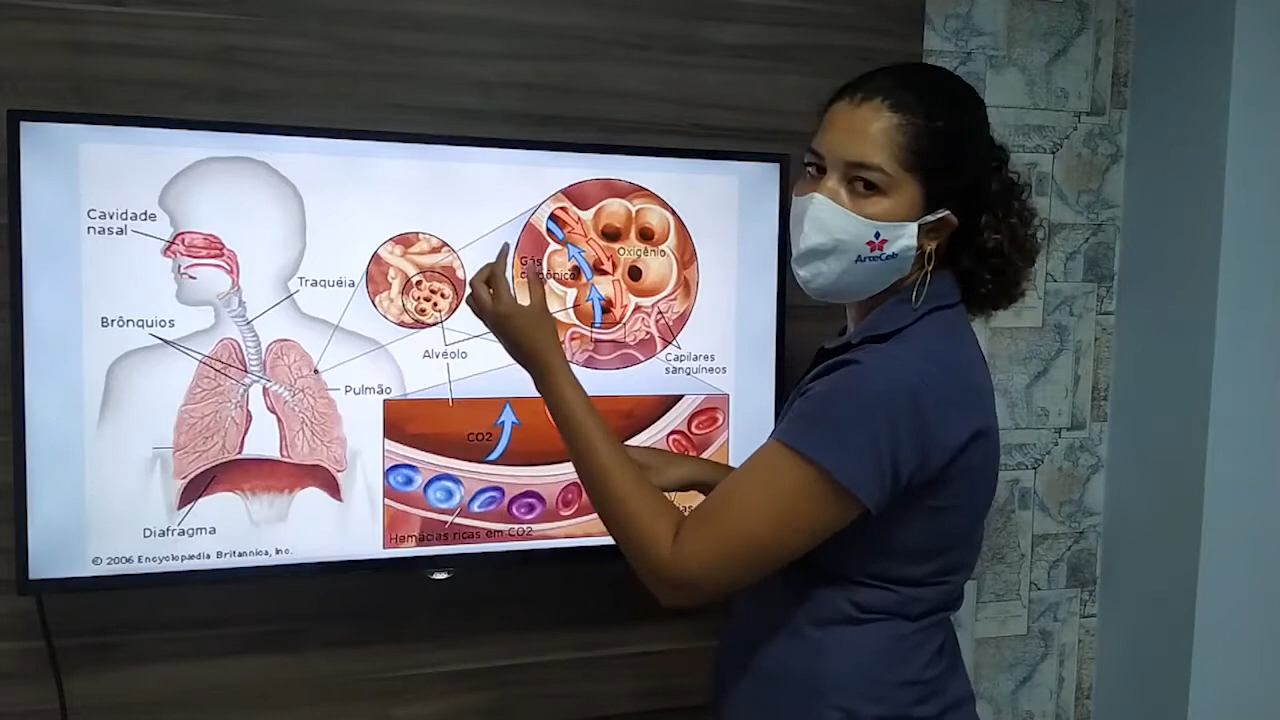 Cavidade
nasal
Traquéia
Brônquios
Alvéolo
Pulmão
Diafragma
© 2006 Encyclopædia Britannica, Inc.
Gás
Oxigênio
Capilares
sanguíneos
CO2
Hemácias ricas em CO2
ArteCeb